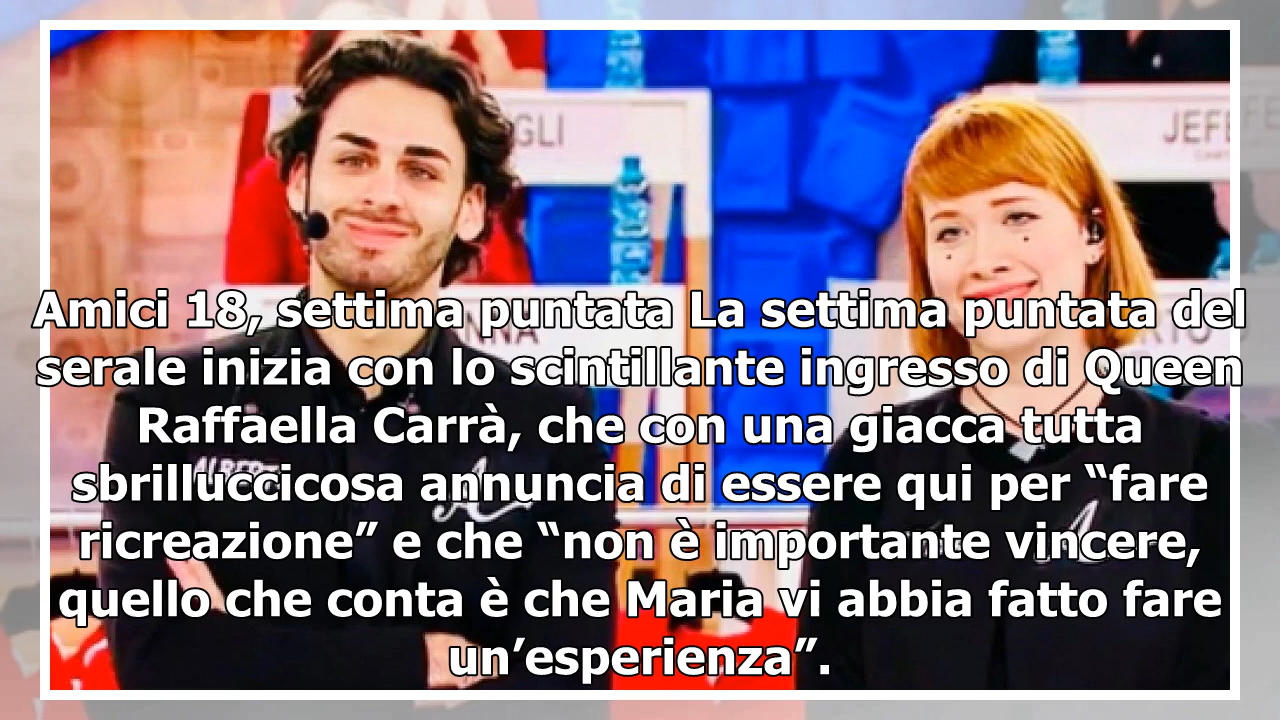 GLI
JEFE
Amici 18, settima puntata La settima puntata del
serale inizia con lo scintillante ingresso di Queen
Raffaella Carrà, che con una giacca tutta
sbrilluccicosa annuncia di essere qui per “fare
ricreazione” e che “non è importante vincere,
quello che conta è che Maria vi abbia fatto fare
un’esperienza”.